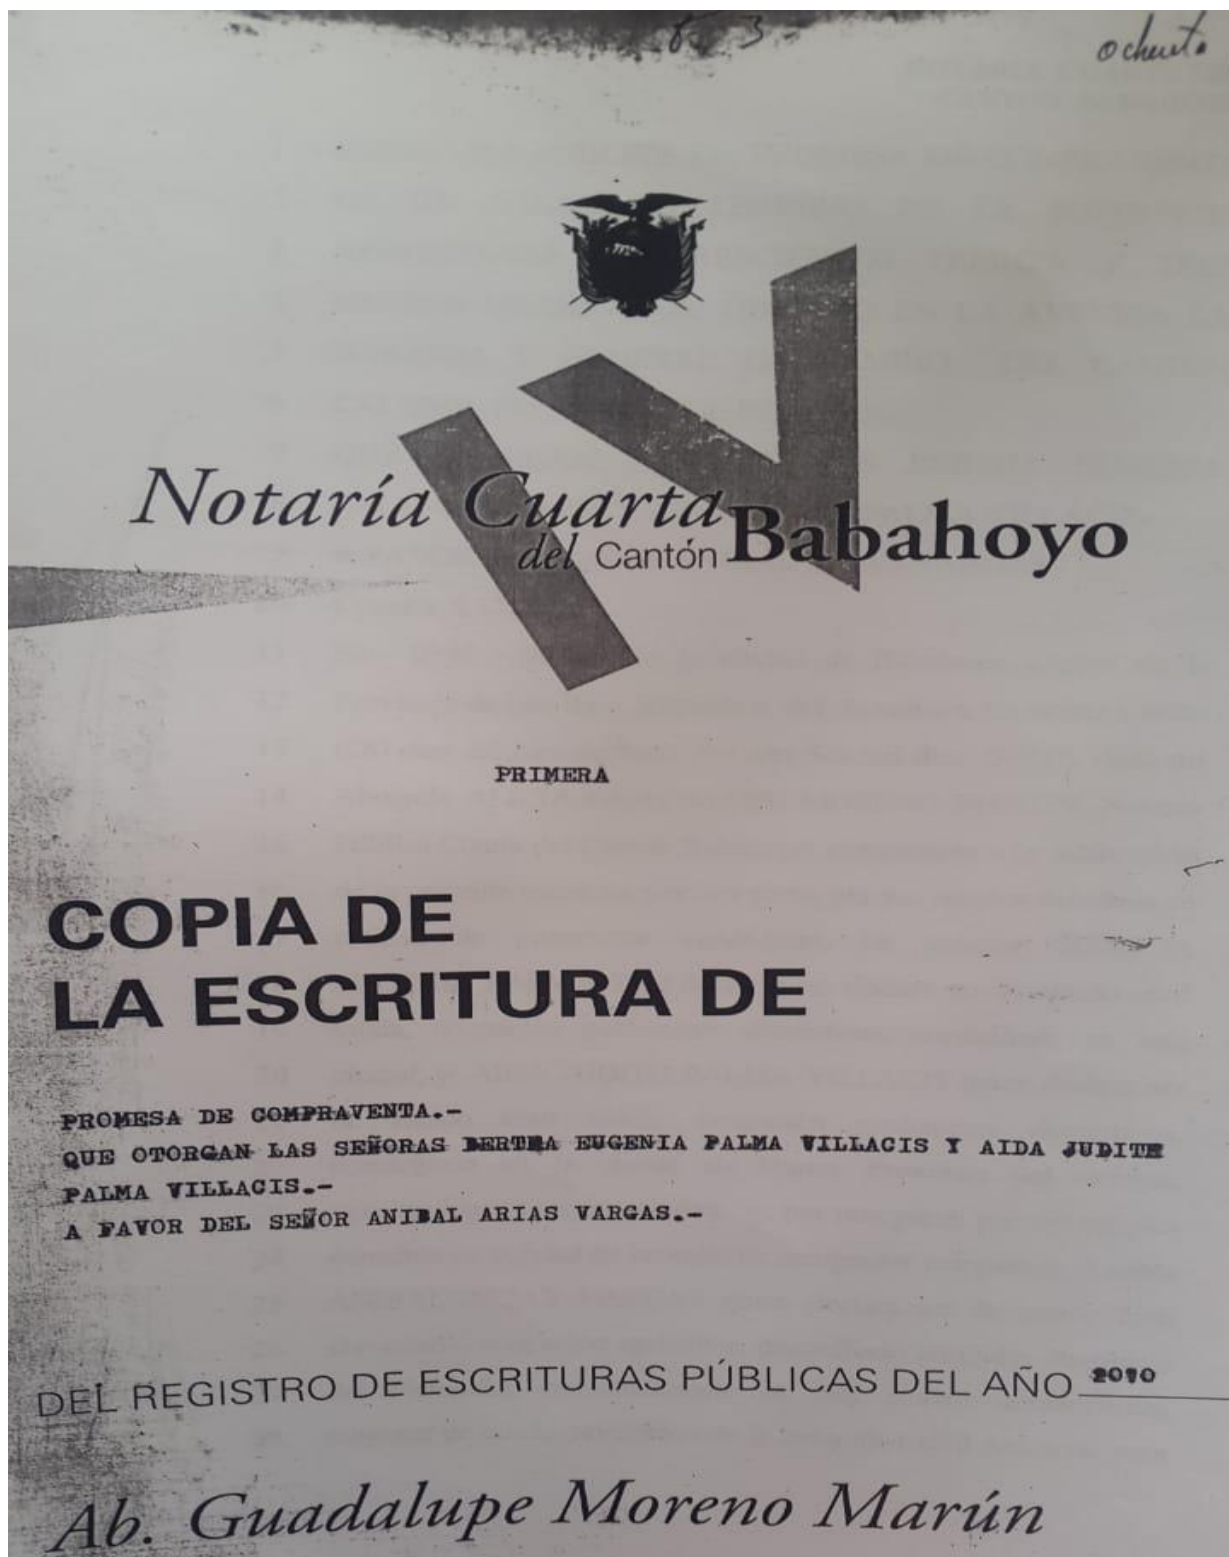 ochenta
Notaría Cuarta
del Cantón Babahoyo
PRIMERA
COPIA DE
LA ESCRITURA DE
PROMESA DE COMPRAVENTA.-
QUE OTORGAN LAS SEÑORAS BERTHA EUGENIA PALMA VILLACIS Y AIDA JUDITH
PALMA VILLACIS.-
A FAVOR DEL SEÑOR ANIBAL ARIAS VARGAS.-
DEL REGISTRO DE ESCRITURAS PÚBLICAS DEL AÑO 2010
Ab. Guadalupe Moreno Marún